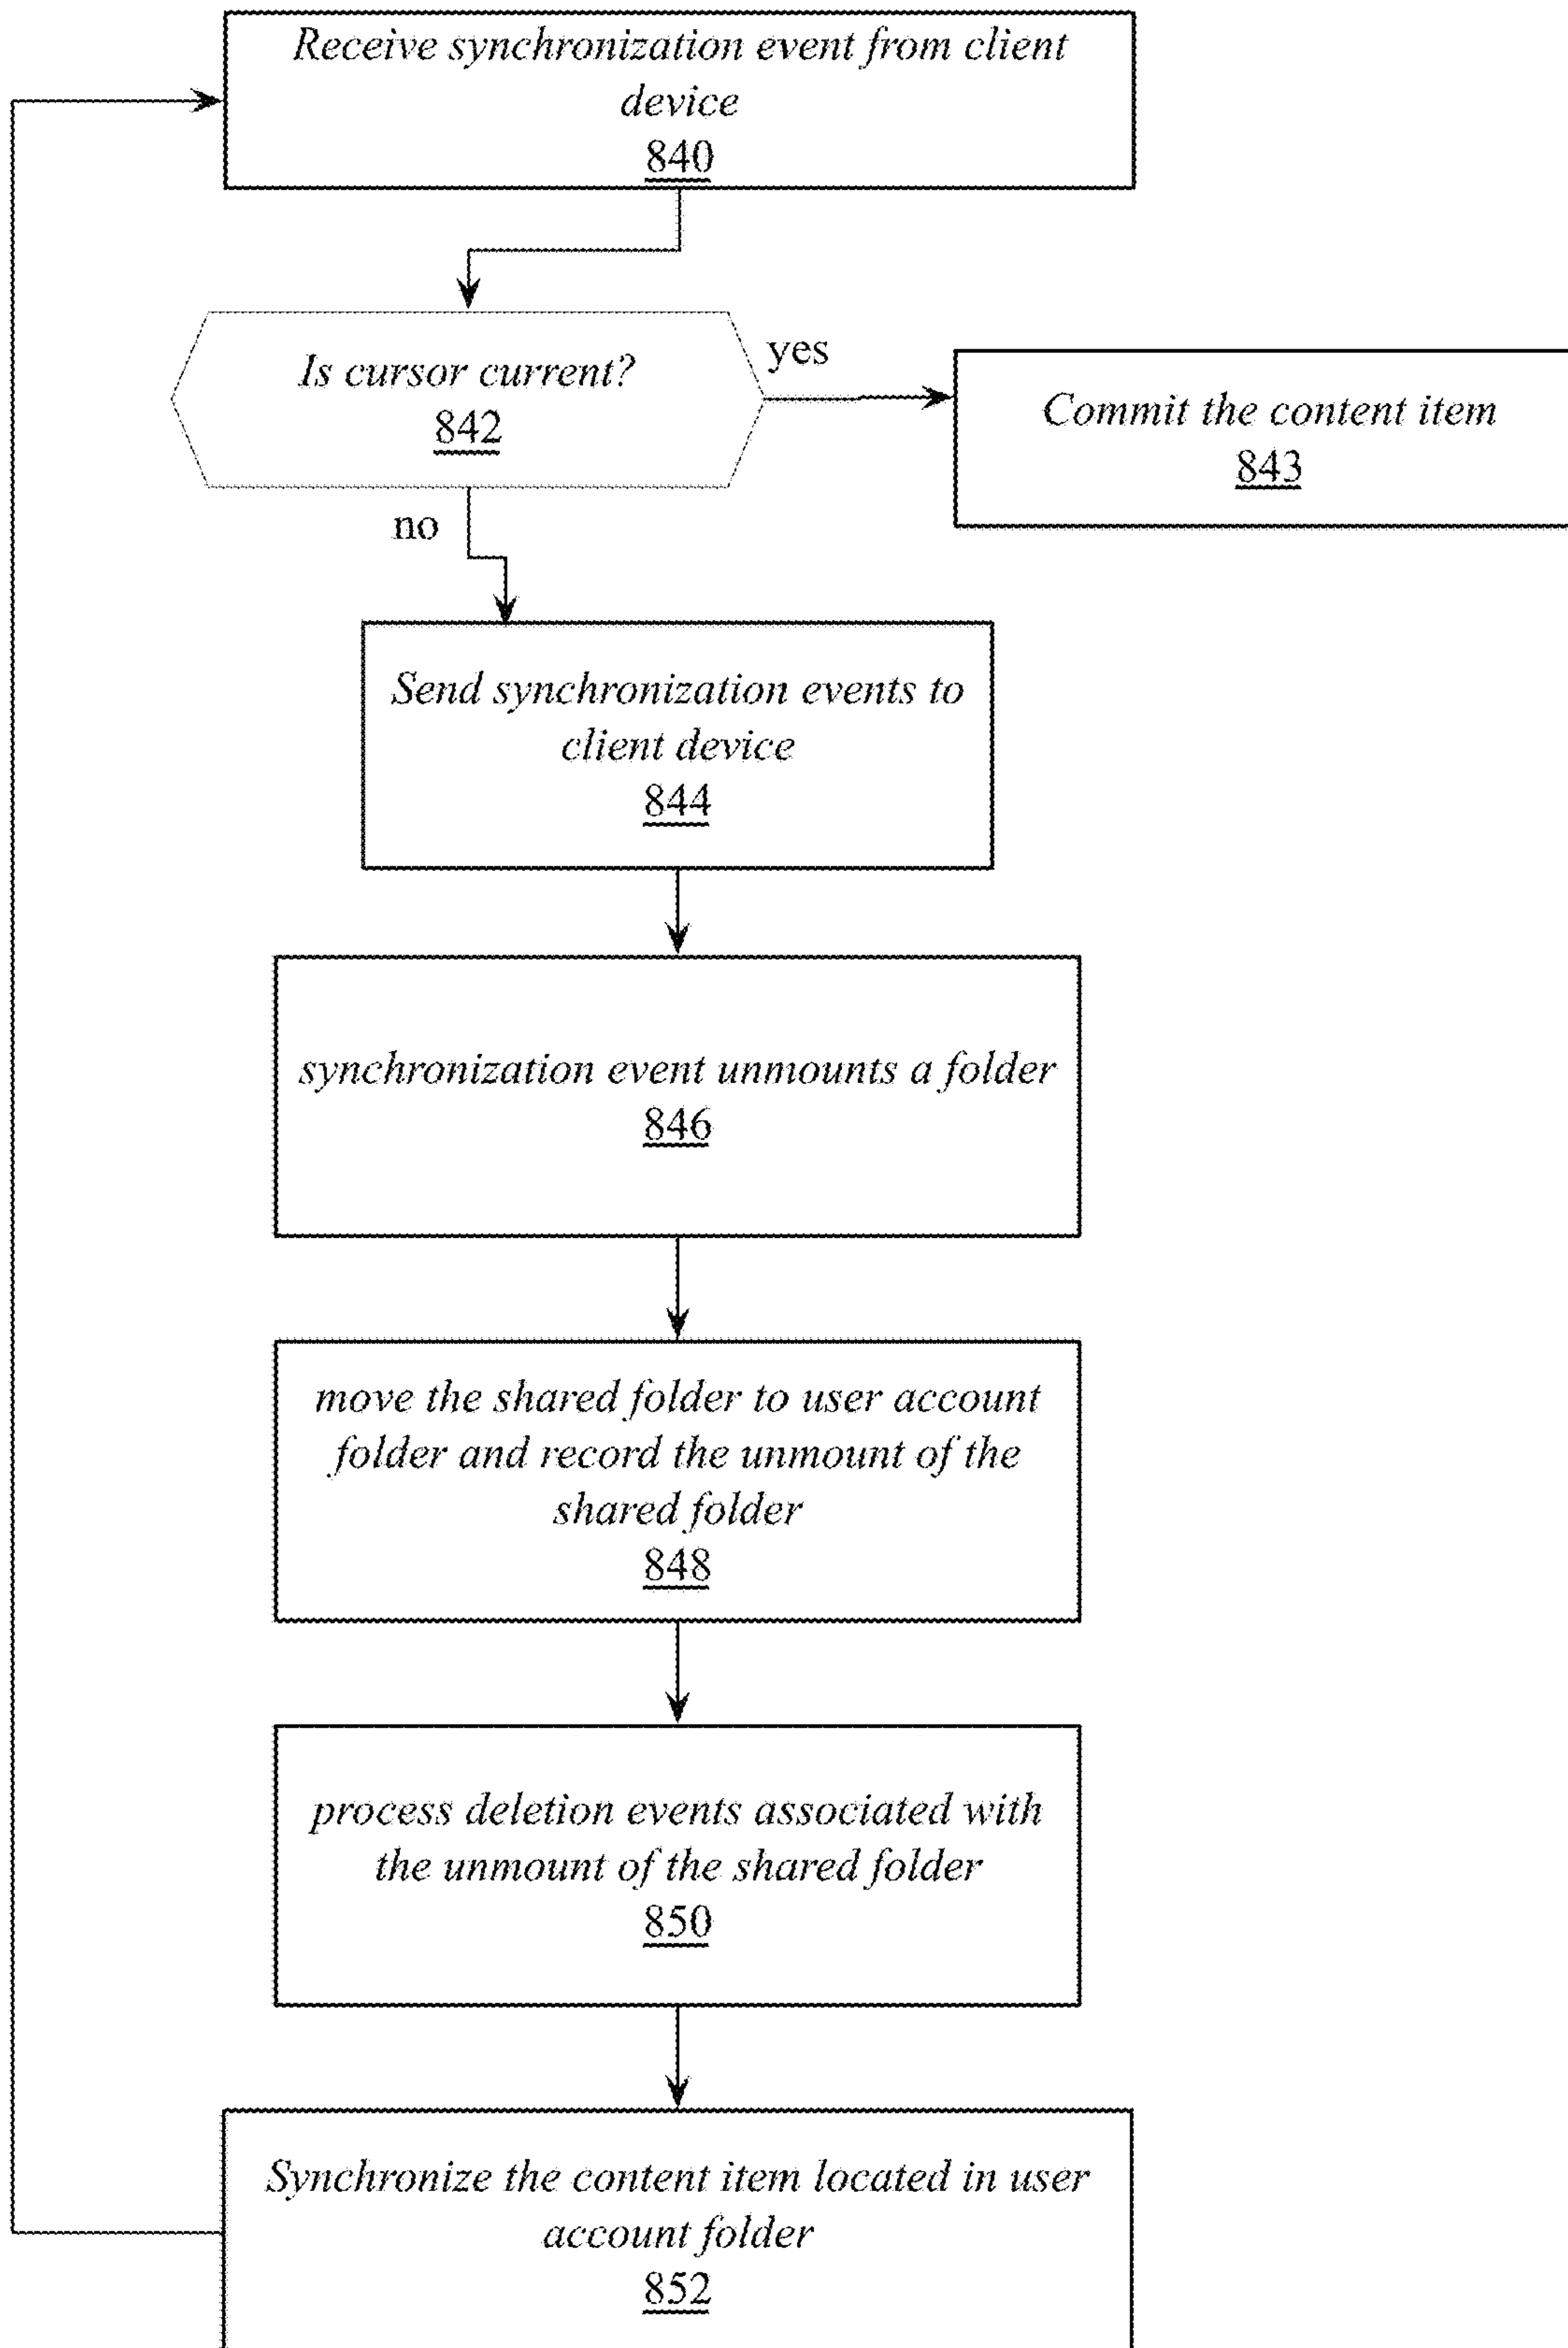 Receive synchronization event from client
device
840
Is cursor current?
842
yes
Commit the content item
843
no
Send synchronization events to
client device
844
synchronization event unmounts a folder
846
move the shared folder to user account
folder and record the unmount of the
shared folder
848
process deletion events associated with
the unmount of the shared folder
850
Synchronize the content item located in user
account folder
852